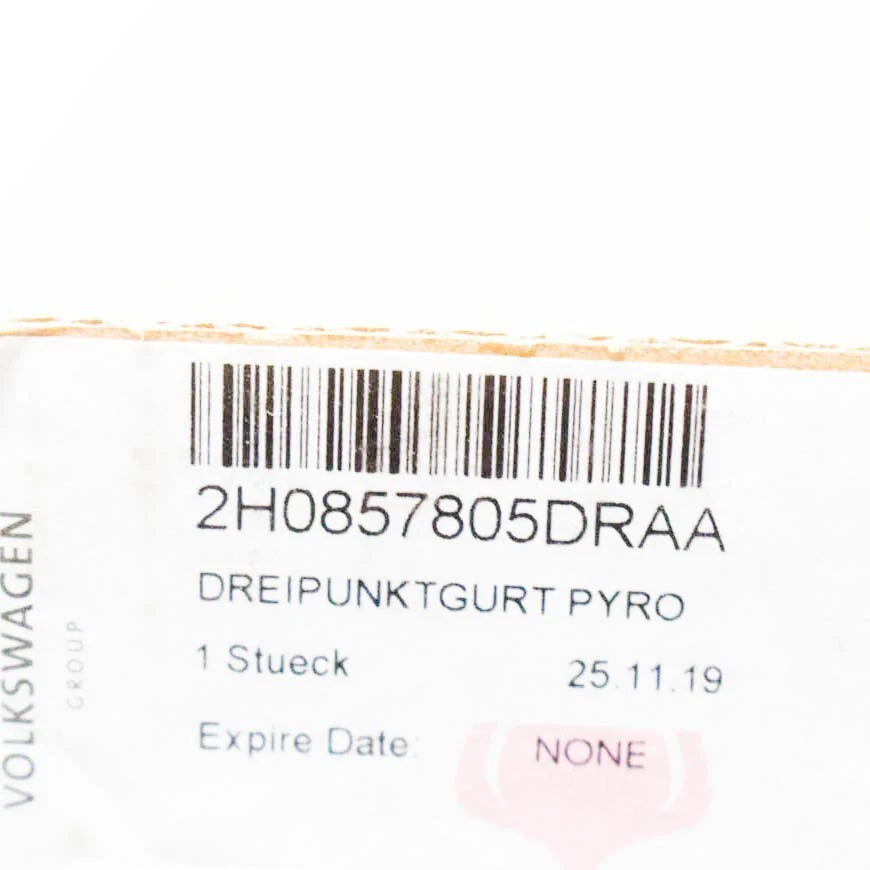 2H0857805DRAA
DREIPUNKTGURT PYRO
1 Stueck 25.11.19
Expire Date: NONE
VOLKSWAGEN
GROUP